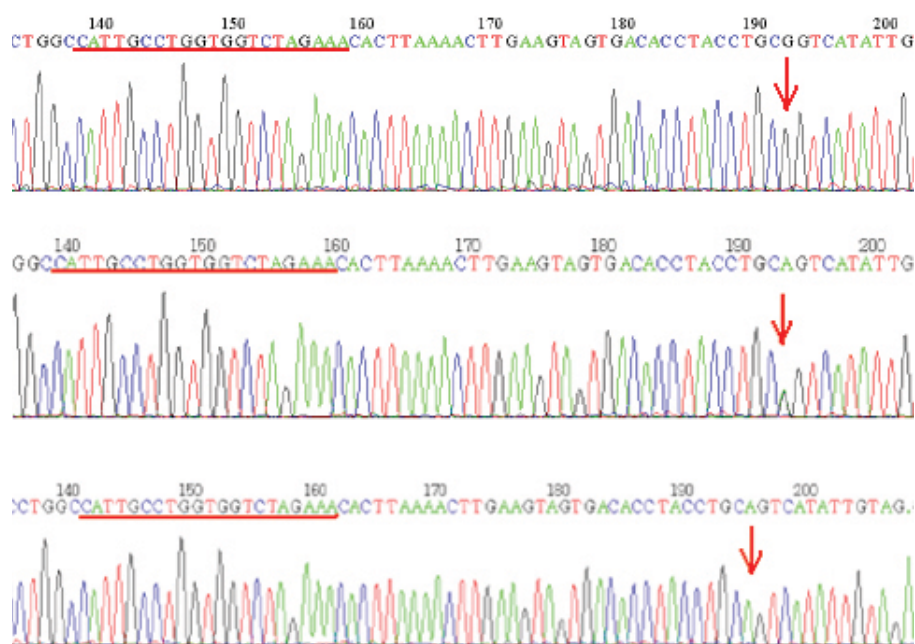 140 150 160 170 180 190 200
CTGGCCATTGCCTGGTGGTCTAGAAACACTTAAAACTTGAAGTAGTGACACCTACCTGCGGTCATATTG
140 150 160 170 180 190 200
GGCCATTGCCTGGTGGTCTAGAAACACTTAAAACTTGAAGTAGTGACACCTACCTGCAGTCATATTG
140 150 160 170 180 190 200
CCTGGCCATTGCCTGGTGGTCTAGAAACACTTAAAACTTGAAGTAGTGACACCTACCTGCAGTCATATTGTAG.